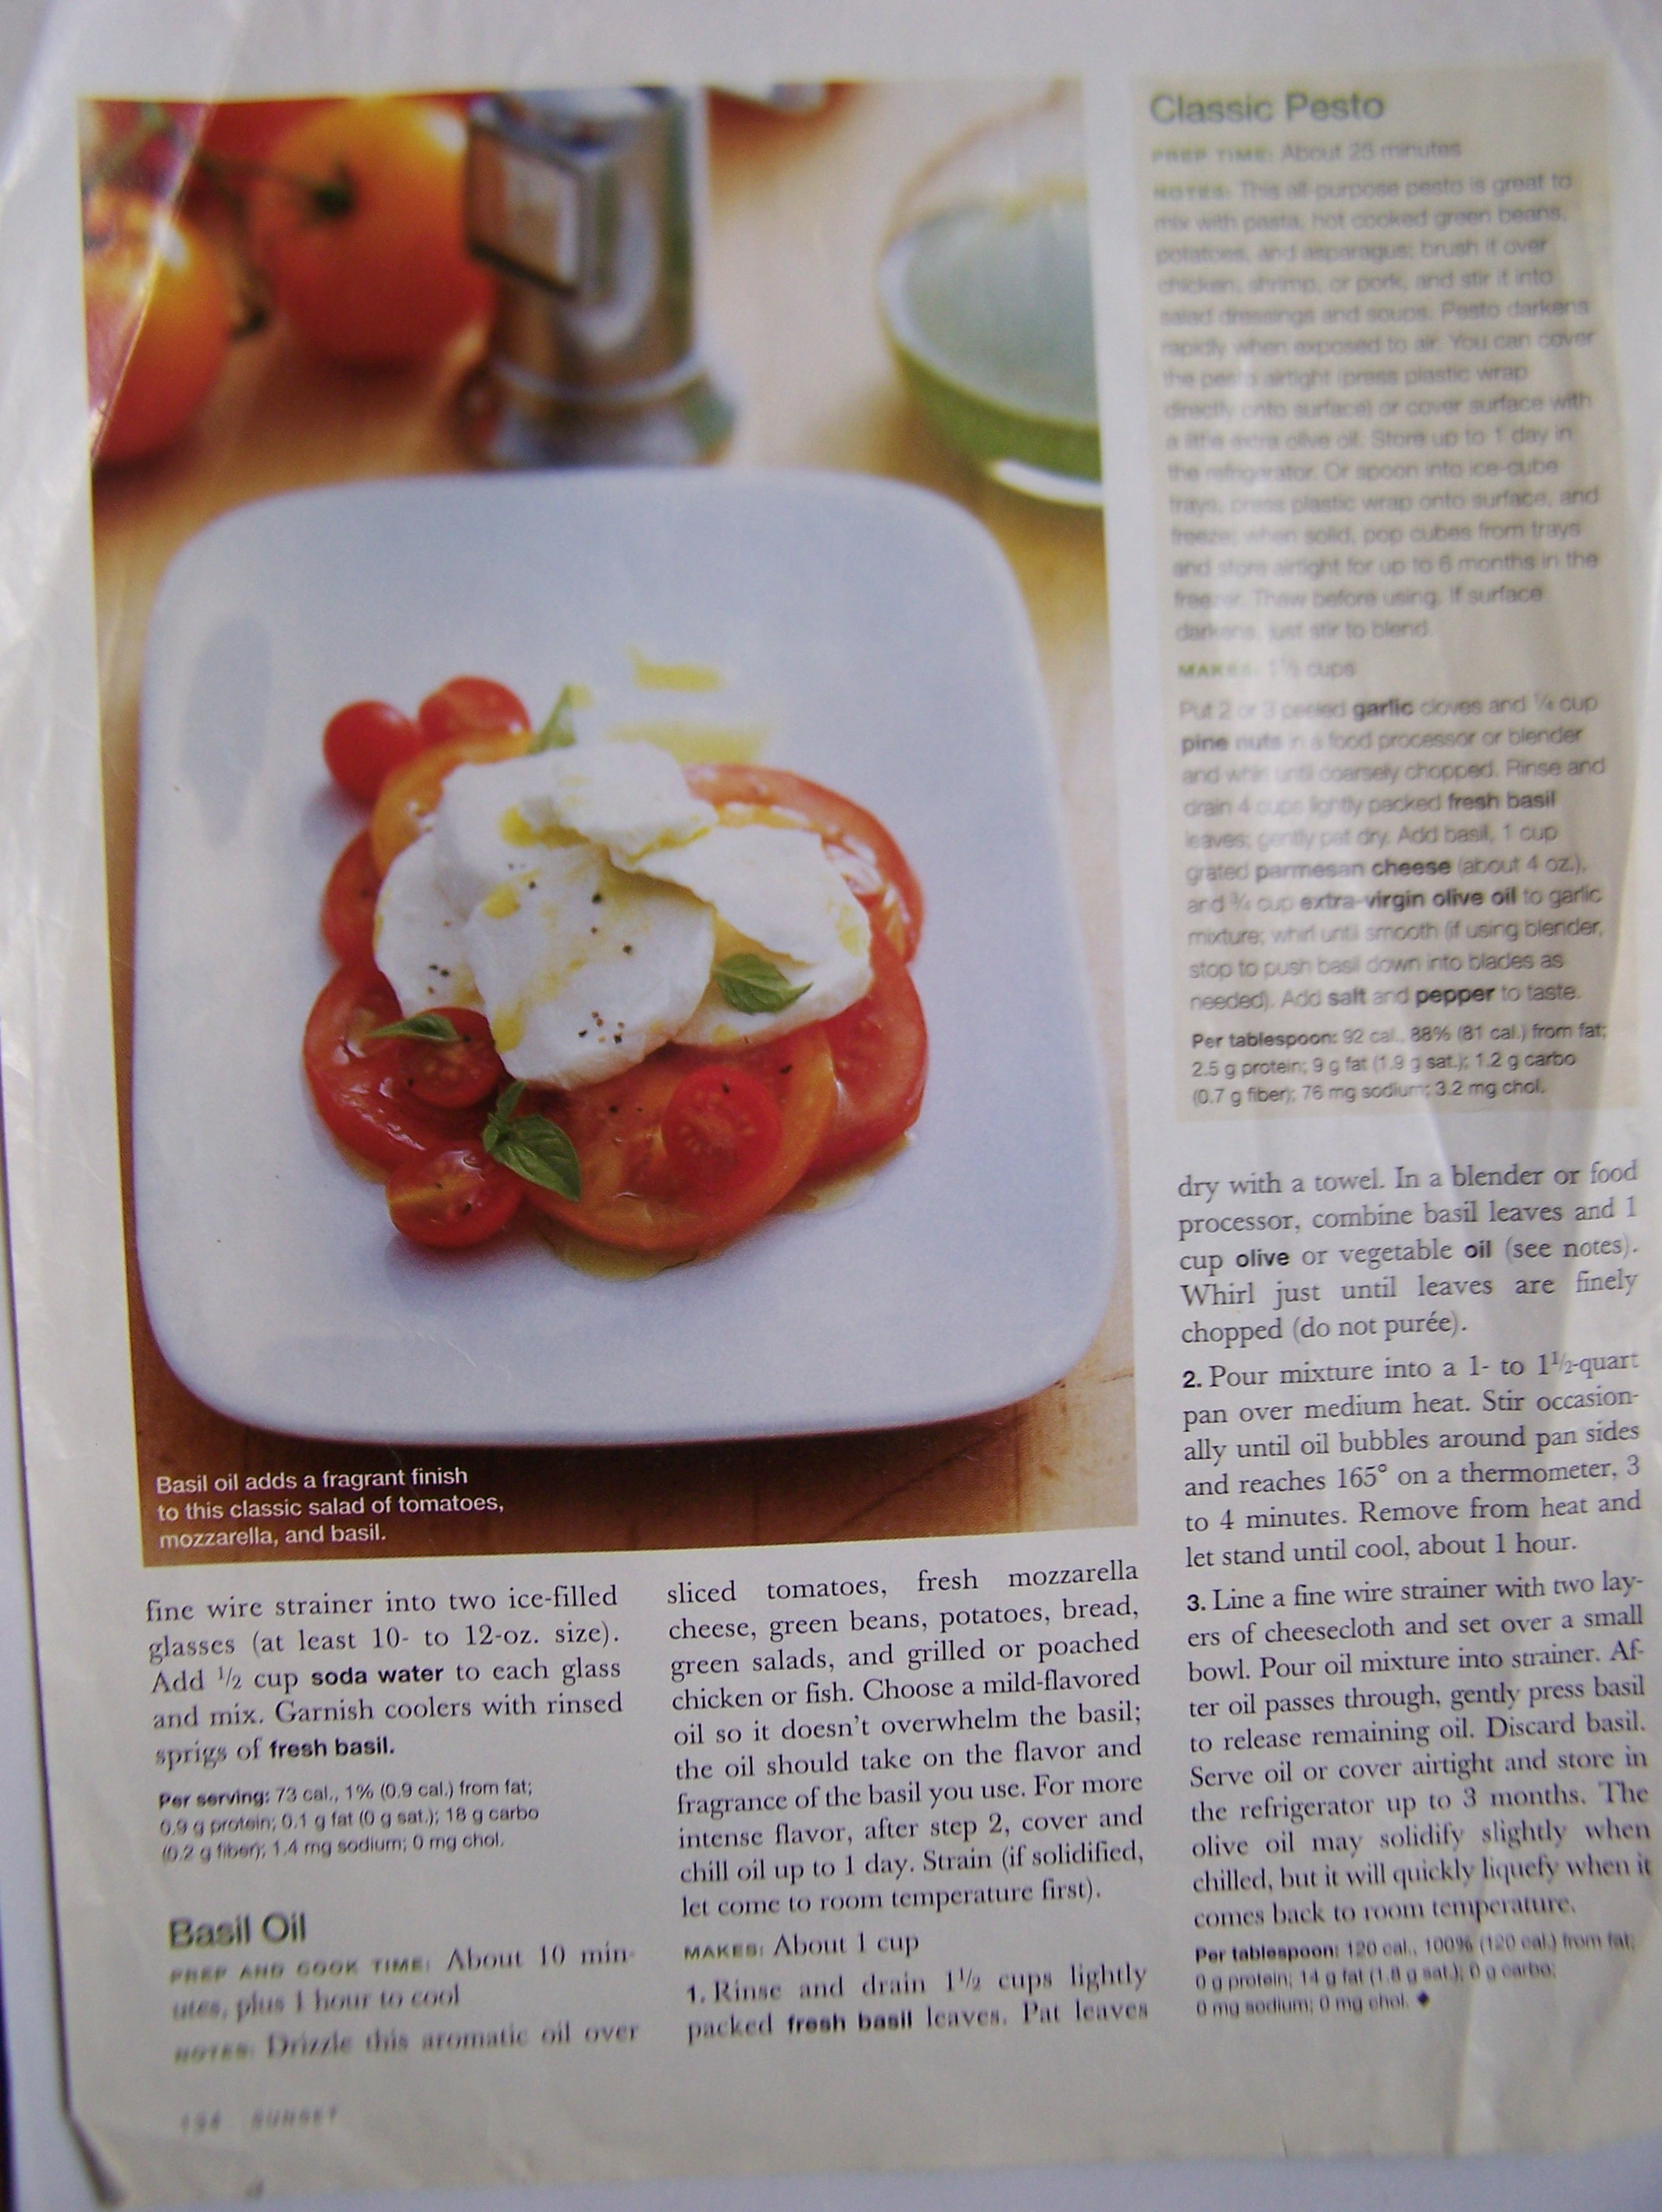 Classic Pesto
PREP TIME: About 25 minutes
NOTES: This all-purpose pesto is great to
mix with pasta, hot cooked green beans,
potatoes, and asparagus; brush it over
chicken, shrimp, or pork, and stir it into
salad dressings and soups. Pesto darkens
rapidly when exposed to air. You can cover
the pesto airtight (press plastic wrap
directly onto surface) or cover surface with
a little extra olive oil. Store up to 1 day in
the refrigerator. Or spoon into ice-cube
trays, press plastic wrap onto surface, and
freeze; when solid, pop cubes from trays
and store airtight for up to 6 months in the
freezer. Thaw before using. If surface
darkens, just stir to blend.
MAKES: cups
Put 2 or 3 peeled garlic cloves and 1/4 cup
pine nuts in a food processor or blender
and whirl until coarsely chopped. Rinse and
drain 4 cups lightly packed fresh basil
leaves; gently pat dry. Add basil, 1 cup
grated parmesan cheese (about 4 oz.),
and 3/4 cup extra-virgin olive oil to garlic
mixture; whirl until smooth (if using blender,
stop to push basil down into blades as
needed). Add salt and pepper to taste.
Per tablespoon: 92 cal., 88% (81 cal.) from fat;
2.5 g protein; 9 g fat (1.9 g sat.); 1.2 g carbo
(0.7 g fiber); 76 mg sodium; 3.2 mg chol.
Basil oil adds a fragrant finish
to this classic salad of tomatoes,
mozzarella, and basil.
fine wire strainer into two ice-filled
glasses (at least 10- to 12-oz. size).
Add 1/2 cup soda water to each glass
and mix. Garnish coolers with rinsed
sprigs of fresh basil.
Per serving: 73 cal., 1% (0.9 cal.) from fat;
0.9 g protein; 0.1 g fat (0 g sat.); 18 g carbo
(0.2 g fiber); 1.4 mg sodium; 0 mg chol.
Basil Oil
PREP AND COOK TIME: About 10 min-
utes, plus 1 hour to cool
NOTES: Drizzle this aromatic oil over
sliced tomatoes, fresh mozzarella
cheese, green beans, potatoes, bread,
green salads, and grilled or poached
chicken or fish. Choose a mild-flavored
oil so it doesn't overwhelm the basil;
the oil should take on the flavor and
fragrance of the basil you use. For more
intense flavor, after step 2, cover and
chill oil up to 1 day. Strain (if solidified,
let come to room temperature first).
MAKES: About 1 cup
1. Rinse and drain 1 1/2 cups lightly
packed fresh basil leaves. Pat leaves
dry with a towel. In a blender or food
processor, combine basil leaves and 1
cup olive or vegetable oil (see notes).
Whirl just until leaves are finely
chopped (do not purée).
2. Pour mixture into a 1- to 1 1/2-quart
pan over medium heat. Stir occasion-
ally until oil bubbles around pan sides
and reaches 165° on a thermometer, 3
to 4 minutes. Remove from heat and
let stand until cool, about 1 hour.
3. Line a fine wire strainer with two lay-
ers of cheesecloth and set over a small
bowl. Pour oil mixture into strainer. Af-
ter oil passes through, gently press basil
to release remaining oil. Discard basil.
Serve oil or cover airtight and store in
the refrigerator up to 3 months. The
olive oil may solidify slightly when
chilled, but it will quickly liquefy when it
comes back to room temperature.
Per tablespoon: 120 cal., 100% (120 cal.) from fat;
0 g protein; 14 g fat (1.8 g sat.); 0 g carbo;
0 mg sodium; 0 mg chol. ◆
SUNSET